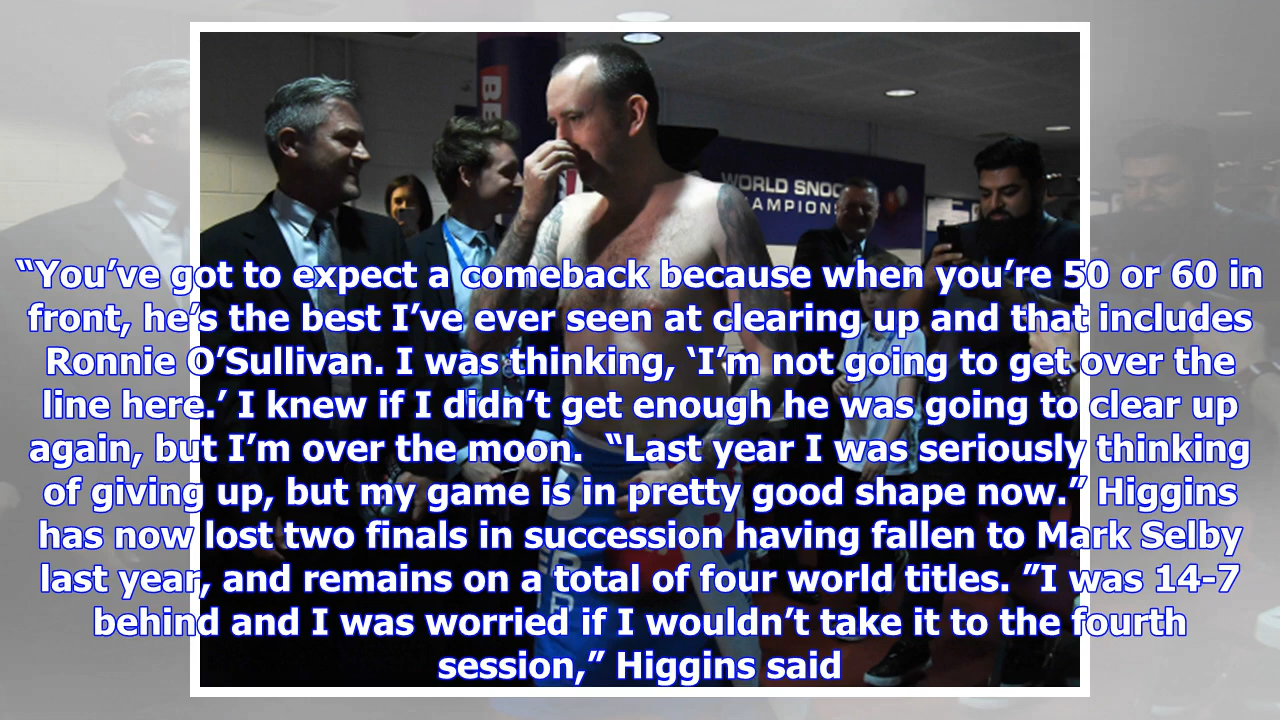 BE
WORLD SNOO
HAMPION
“You’ve got to expect a comeback because when you’re 50 or 60 in
front, he’s the best I’ve ever seen at clearing up and that includes
Ronnie O’Sullivan. I was thinking, ‘I’m not going to get over the
line here.’ I knew if I didn’t get enough he was going to clear up
again, but I’m over the moon.  “Last year I was seriously thinking
of giving up, but my game is in pretty good shape now.” Higgins
has now lost two finals in succession having fallen to Mark Selby
last year, and remains on a total of four world titles. ”I was 14-7
behind and I was worried if I wouldn’t take it to the fourth
session,” Higgins said